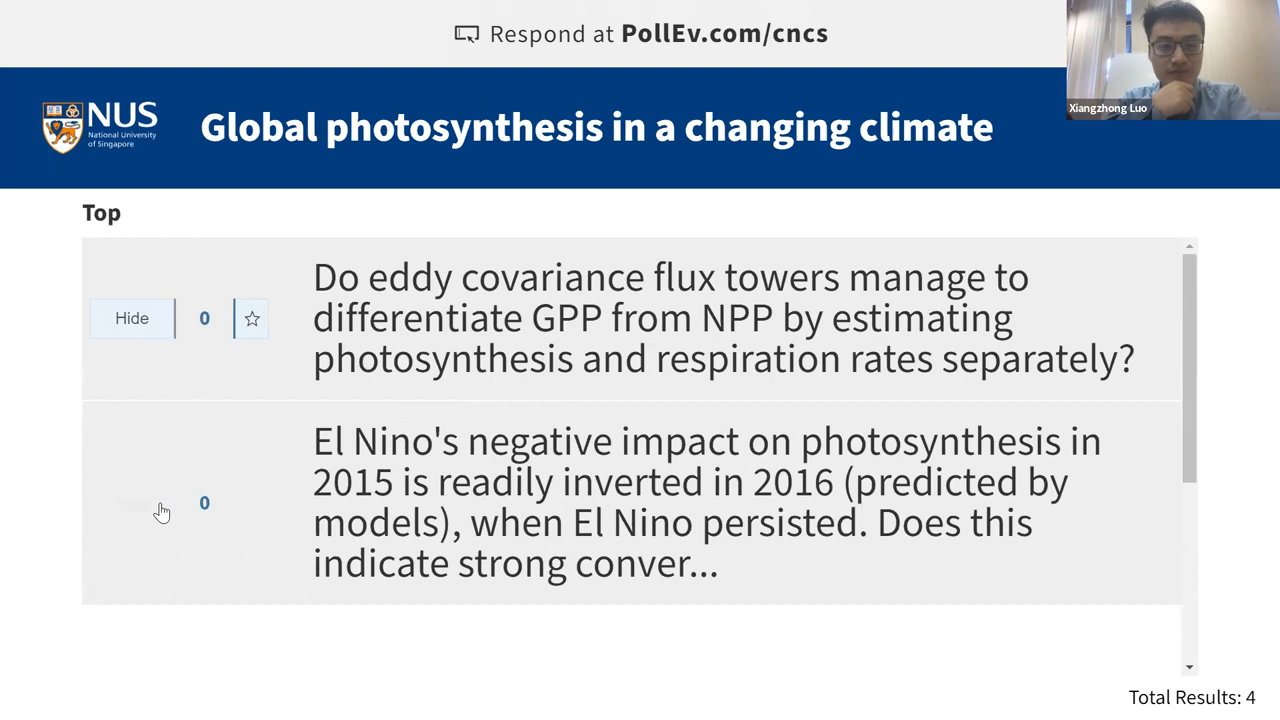 Respond at PollEv.com/cncs
Xiangzhong Luo
NUS
National University
of Singapore
Global photosynthesis in a changing climate
Top
Hide
0
Do eddy covariance flux towers manage to
differentiate GPP from NPP by estimating
photosynthesis and respiration rates separately?
0
El Nino's negative impact on photosynthesis in
2015 is readily inverted in 2016 (predicted by
models), when El Nino persisted. Does this
indicate strong conver...
Total Results: 4